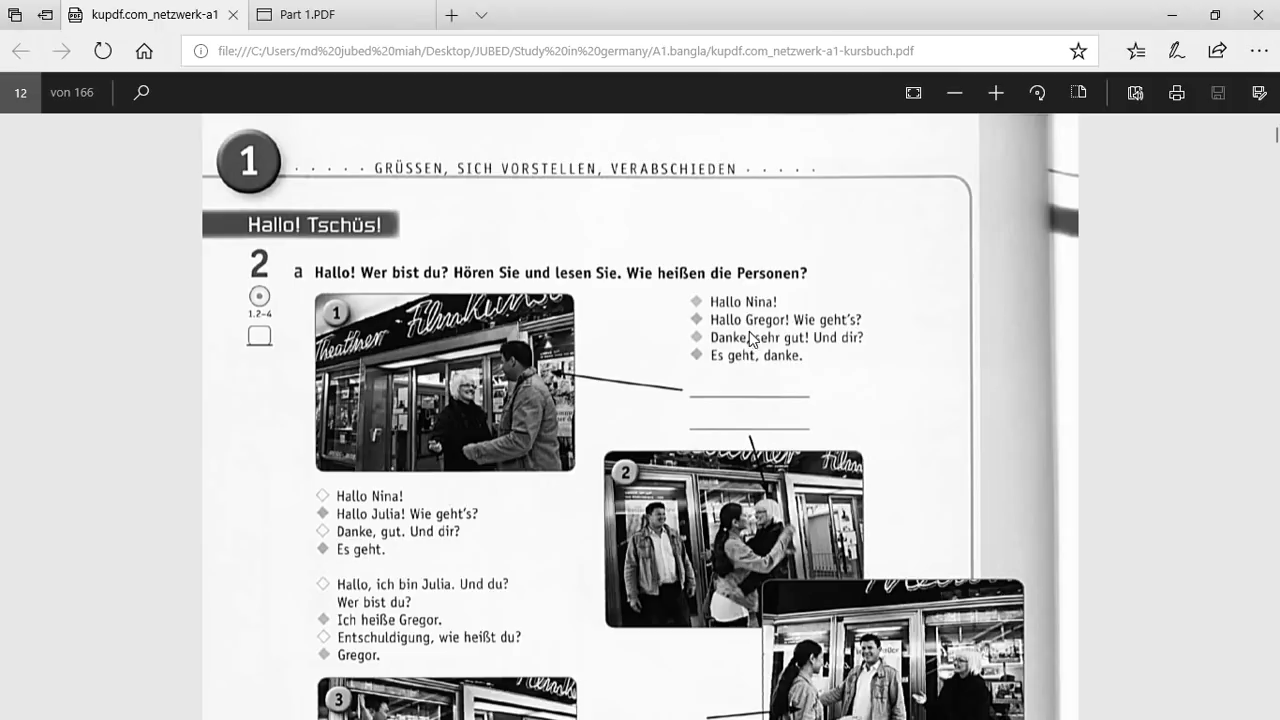 kupdf.com_netzwerk-a1
Part 1.PDF
file:///C:/Users/md%20jubed%20miah/Desktop/JUBED/Study%20in%20germany/A1.bangla/kupdf.com_netzwerk-a1-kursbuch.pdf
12 von 166
1
GRÜSSEN, SICH VORSTELLEN, VERABSCHIEDEN
Hallo! Tschüs!
2
a Hallo! Wer bist du? Hören Sie und lesen Sie. Wie heißen die Personen?
1.2-4
1
Theatiner Filmkunst
Hallo Nina!
Hallo Gregor! Wie geht's?
Danke, sehr gut! Und dir?
Es geht, danke.
2
Hallo Nina!
Hallo Julia! Wie geht's?
Danke, gut. Und dir?
Es geht.
Hallo, ich bin Julia. Und du?
Wer bist du?
Ich heiße Gregor.
Entschuldigung, wie heißt du?
Gregor.
3